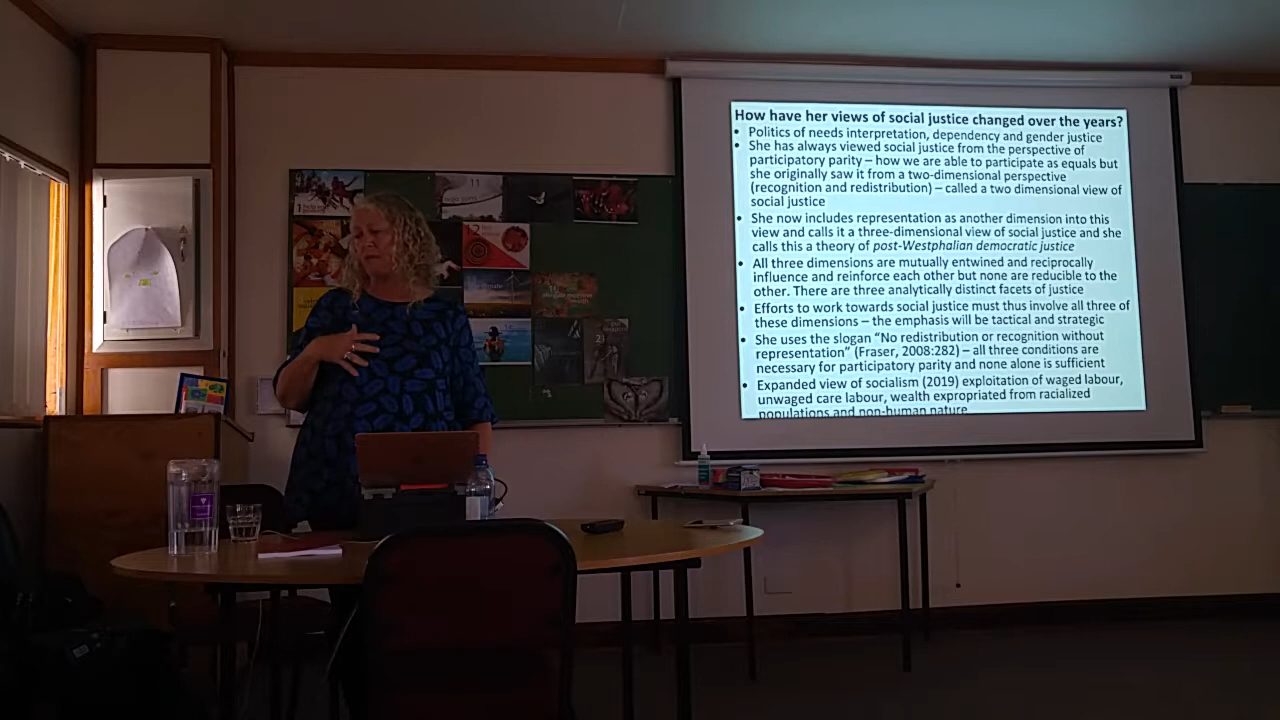 How have her views of social justice changed over the years?
• Politics of needs interpretation, dependency and gender justice
• She has always viewed social justice from the perspective of
participatory parity – how we are able to participate as equals but
she originally saw it from a two-dimensional perspective
(recognition and redistribution) – called a two dimensional view of
social justice
• She now includes representation as another dimension into this
view and calls it a three-dimensional view of social justice and she
calls this a theory of post-Westphalian democratic justice
• All three dimensions are mutually entwined and reciprocally
influence and reinforce each other but none are reducible to the
other. There are three analytically distinct facets of justice
• Efforts to work towards social justice must thus involve all three of
these dimensions – the emphasis will be tactical and strategic
• She uses the slogan “No redistribution or recognition without
representation” (Fraser, 2008:282) – all three conditions are
necessary for participatory parity and none alone is sufficient
• Expanded view of socialism (2019) exploitation of waged labour,
unwaged care labour, wealth expropriated from racialized
populations and non-human nature
11